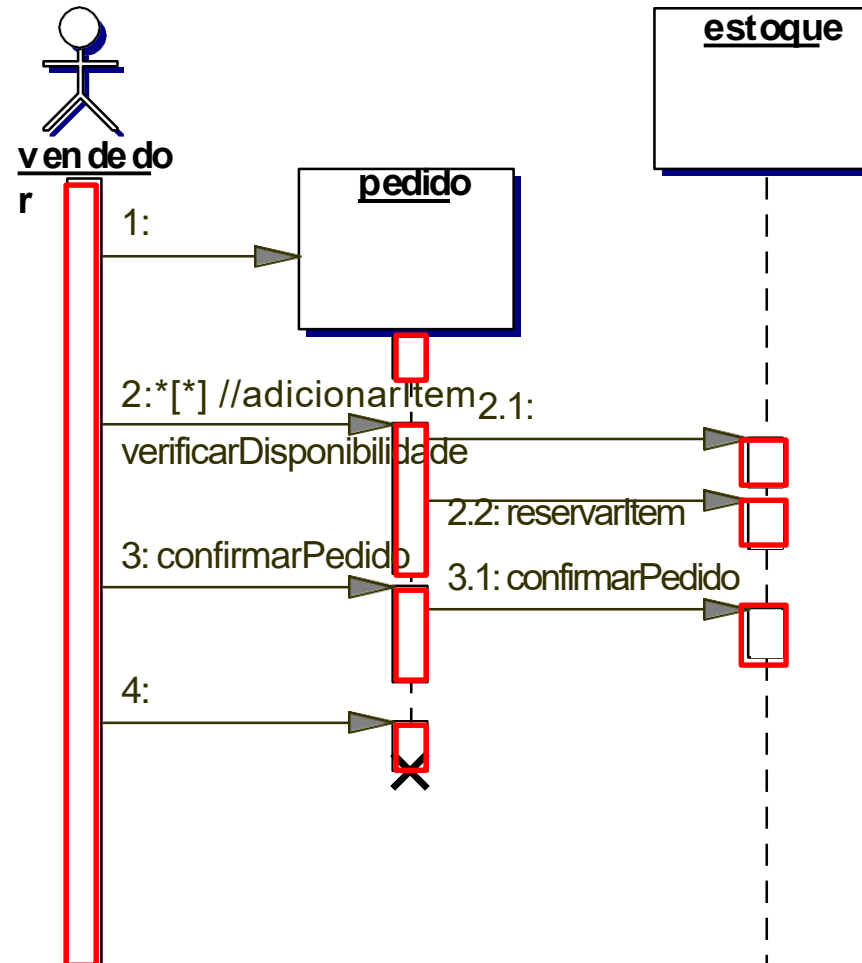 estoque
vendedo
r
pedido
1:
2:*[*] //adicionarItem
2.1:
verificarDisponibilidade
2.2: reservarItem
3: confirmarPedido
3.1: confirmarPedido
4: